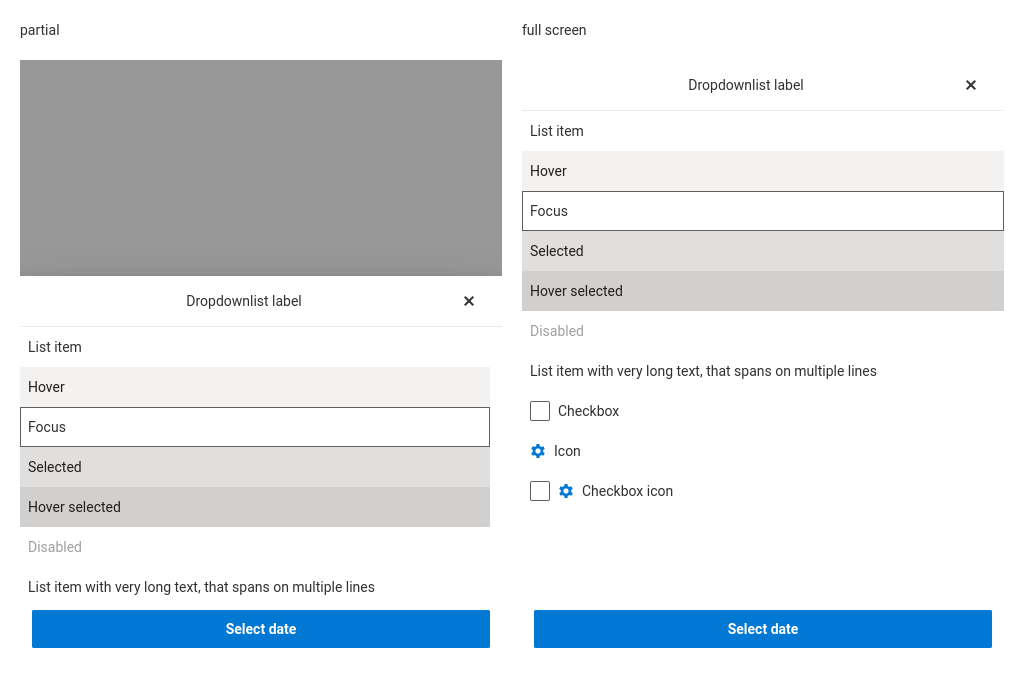 partial
Dropdownlist label
List item
Hover
Focus
Selected
Hover selected
Disabled
List item with very long text, that spans on multiple lines
Select date
full screen
Dropdownlist label
List item
Hover
Focus
Selected
Hover selected
Disabled
List item with very long text, that spans on multiple lines
Checkbox
Icon
Checkbox icon
Select date